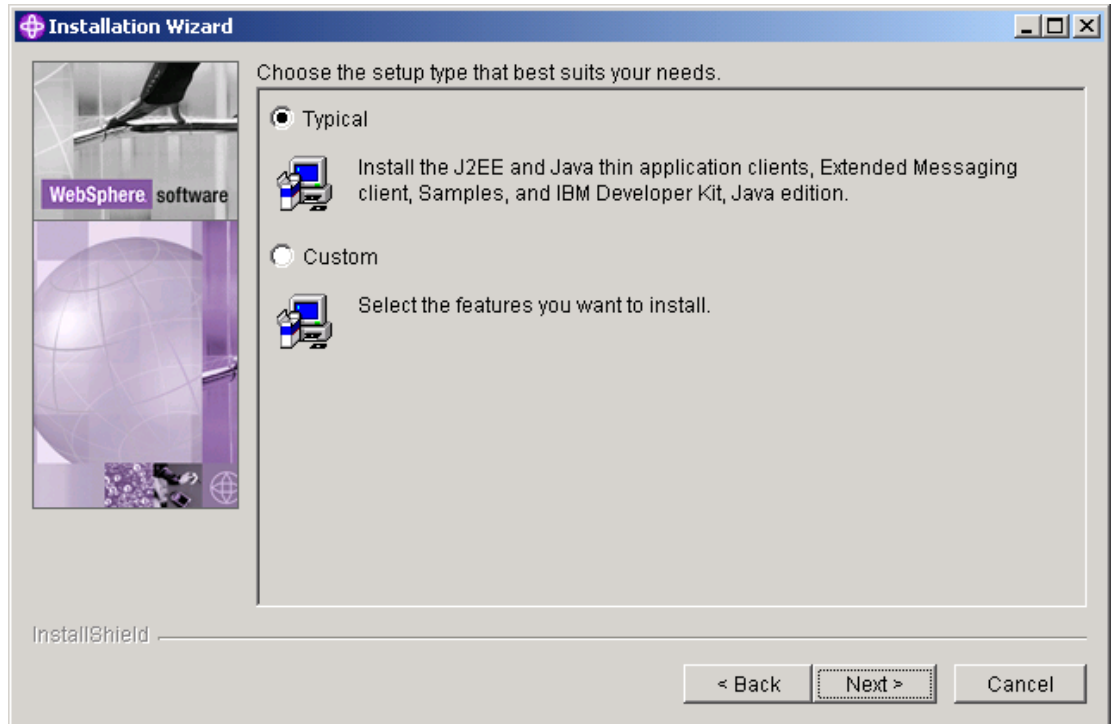 Installation Wizard
Choose the setup type that best suits your needs.
Typical
Install the J2EE and Java thin application clients, Extended Messaging
client, Samples, and IBM Developer Kit, Java edition.
WebSphere software
Custom
Select the features you want to install.
InstallShield
< Back
Next >
Cancel